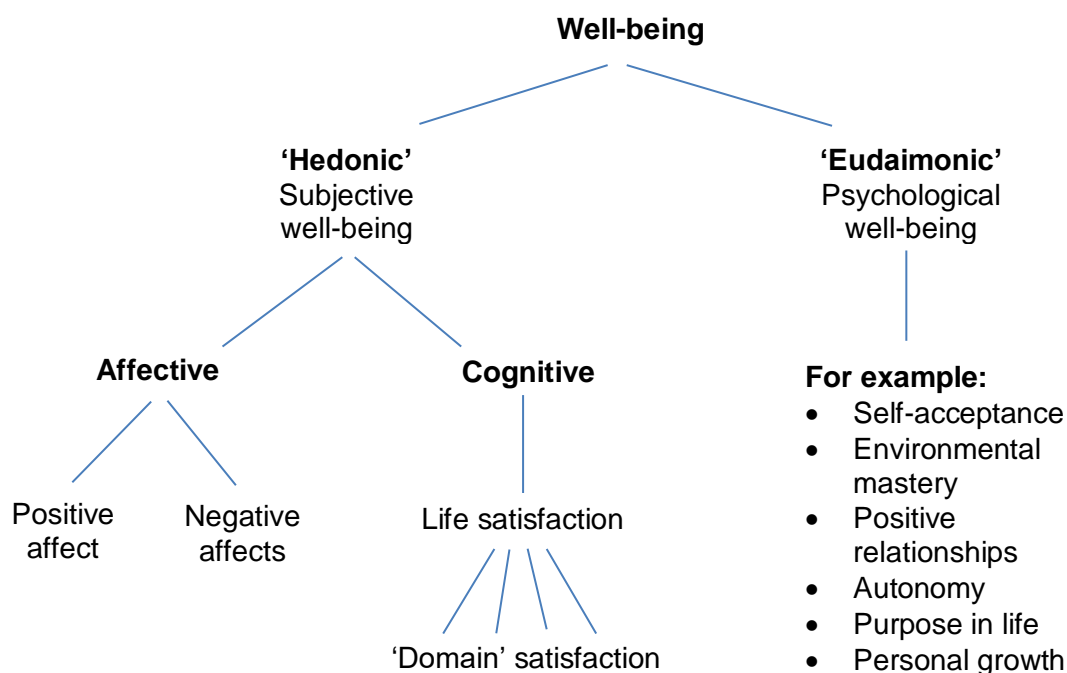 Well-being
‘Hedonic’
Subjective
well-being
‘Eudaimonic’
Psychological
well-being
Affective
Cognitive
Positive
affect
Negative
affects
Life satisfaction
‘Domain’ satisfaction
For example:
• Self-acceptance
• Environmental
mastery
• Positive
relationships
• Autonomy
• Purpose in life
• Personal growth